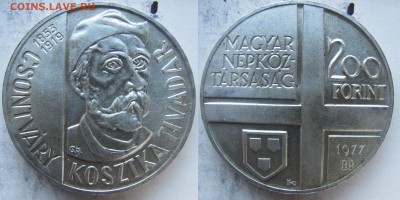 COINS.LAVE.RU
1853
1919
CSONTVÁRY KOSZTKA TIVADAR
MAGYAR
NÉPKÖZ-
TÁRSASÁG
200
FORINT
1977
BP.